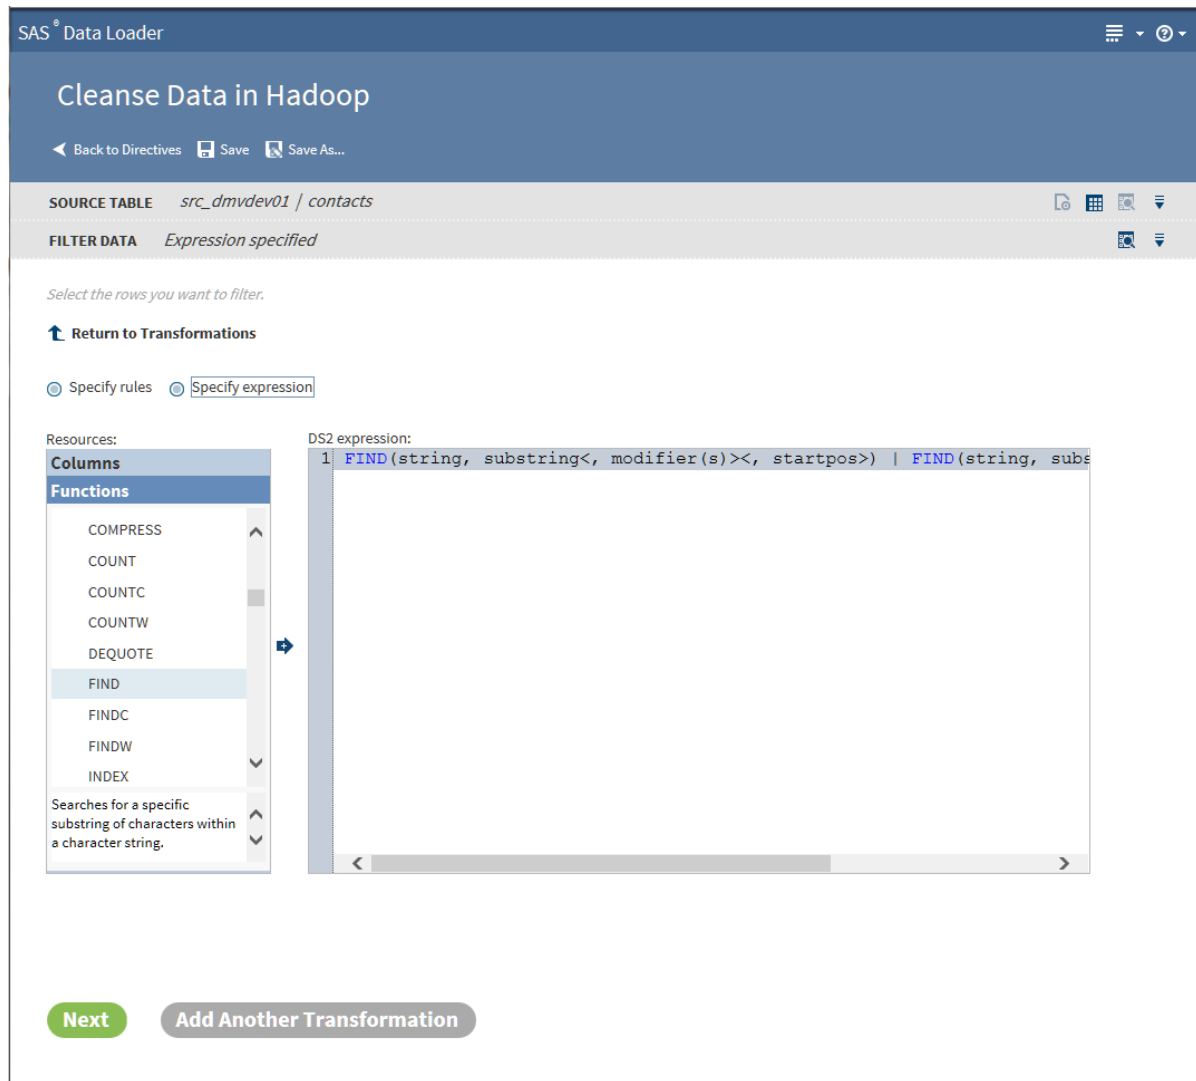 SAS® Data Loader
Cleanse Data in Hadoop
Back to Directives Save Save As...
SOURCE TABLE src_dmvdev01 | contacts
FILTER DATA Expression specified
Select the rows you want to filter.
Return to Transformations
Specify rules Specify expression
Resources:
Columns
Functions
COMPRESS
COUNT
COUNTC
COUNTW
DEQUOTE
FIND
FINDC
FINDW
INDEX
Searches for a specific
substring of characters within
a character string.
DS2 expression:
1 FIND(string, substring<, modifier(s)><, startpos>) | FIND(string, subs
Next Add Another Transformation